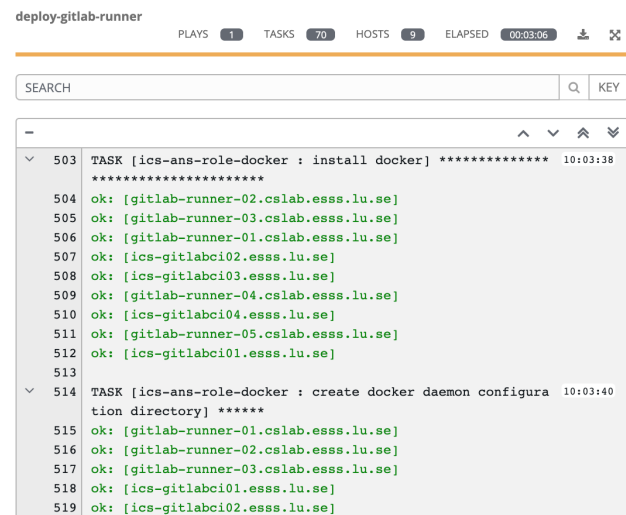 deploy-gitlab-runner
PLAYS 1 TASKS 70 HOSTS 9 ELAPSED 00:03:06
SEARCH KEY
503 TASK [ics-ans-role-docker : install docker] ************** 10:03:38
**********************
504 ok: [gitlab-runner-02.cslab.esss.lu.se]
505 ok: [gitlab-runner-03.cslab.esss.lu.se]
506 ok: [gitlab-runner-01.cslab.esss.lu.se]
507 ok: [ics-gitlabci02.esss.lu.se]
508 ok: [ics-gitlabci03.esss.lu.se]
509 ok: [gitlab-runner-04.cslab.esss.lu.se]
510 ok: [ics-gitlabci04.esss.lu.se]
511 ok: [gitlab-runner-05.cslab.esss.lu.se]
512 ok: [ics-gitlabci01.esss.lu.se]
513
514 TASK [ics-ans-role-docker : create docker daemon configura 10:03:40
tion directory] ******
515 ok: [gitlab-runner-01.cslab.esss.lu.se]
516 ok: [gitlab-runner-02.cslab.esss.lu.se]
517 ok: [gitlab-runner-03.cslab.esss.lu.se]
518 ok: [ics-gitlabci01.esss.lu.se]
519 ok: [ics-gitlabci02.esss.lu.se]